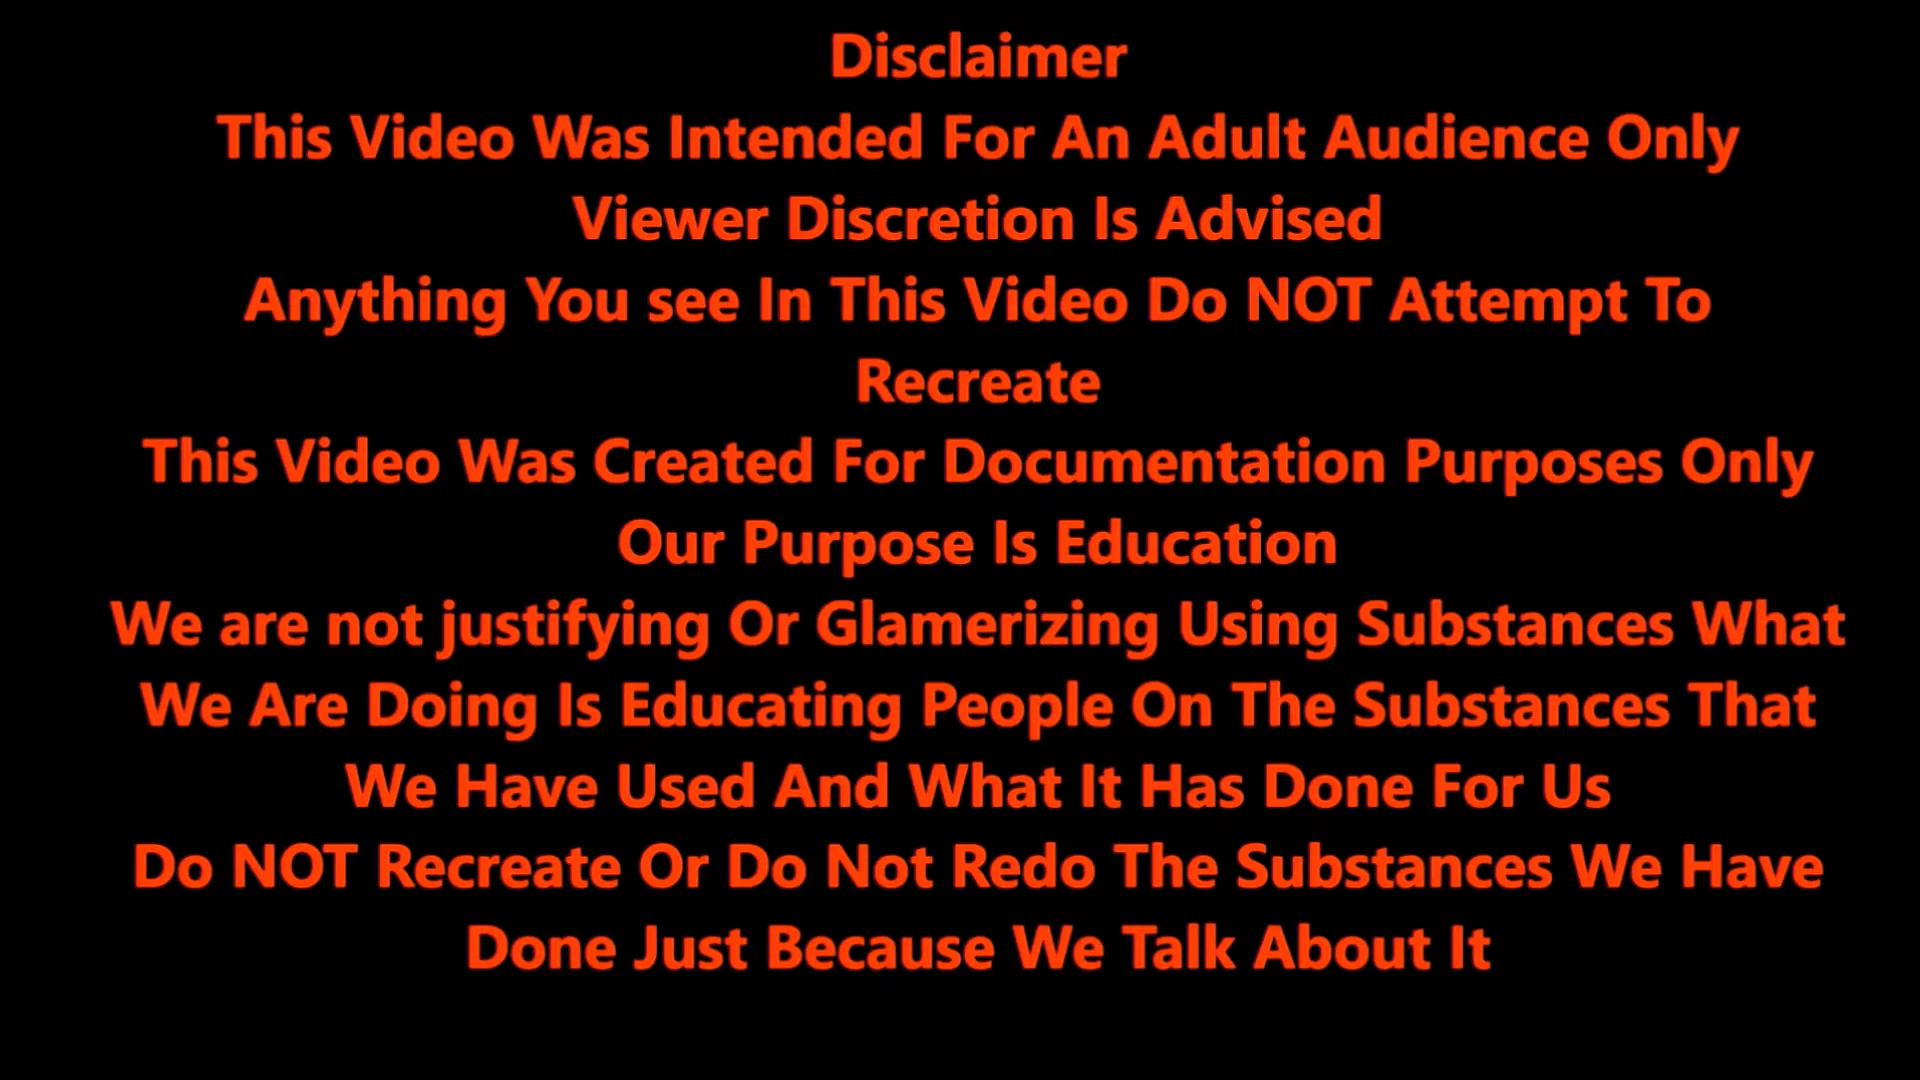 Disclaimer
This Video Was Intended For An Adult Audience Only
Viewer Discretion Is Advised
Anything You see In This Video Do NOT Attempt To
Recreate
This Video Was Created For Documentation Purposes Only
Our Purpose Is Education
We are not justifying Or Glamerizing Using Substances What
We Are Doing Is Educating People On The Substances That
We Have Used And What It Has Done For Us
Do NOT Recreate Or Do Not Redo The Substances We Have
Done Just Because We Talk About It